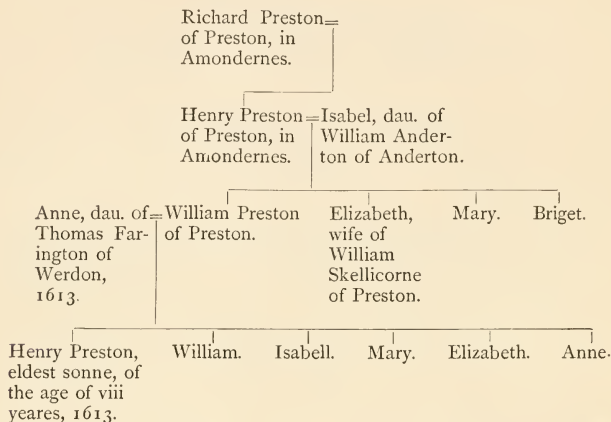 Richard Preston=
of Preston, in
Amondernes.
Henry Preston=Isabel, dau. of
of Preston, in William Ander-
Amondernes. ton of Anderton.
Anne, dau. of=William Preston Elizabeth, Mary. Briget.
Thomas Far- of Preston. wife of
ington of William
Werdon, Skellicorne
1613. of Preston.
Henry Preston, William. Isabell. Mary. Elizabeth. Anne.
eldest sonne, of
the age of viii
yeares, 1613.